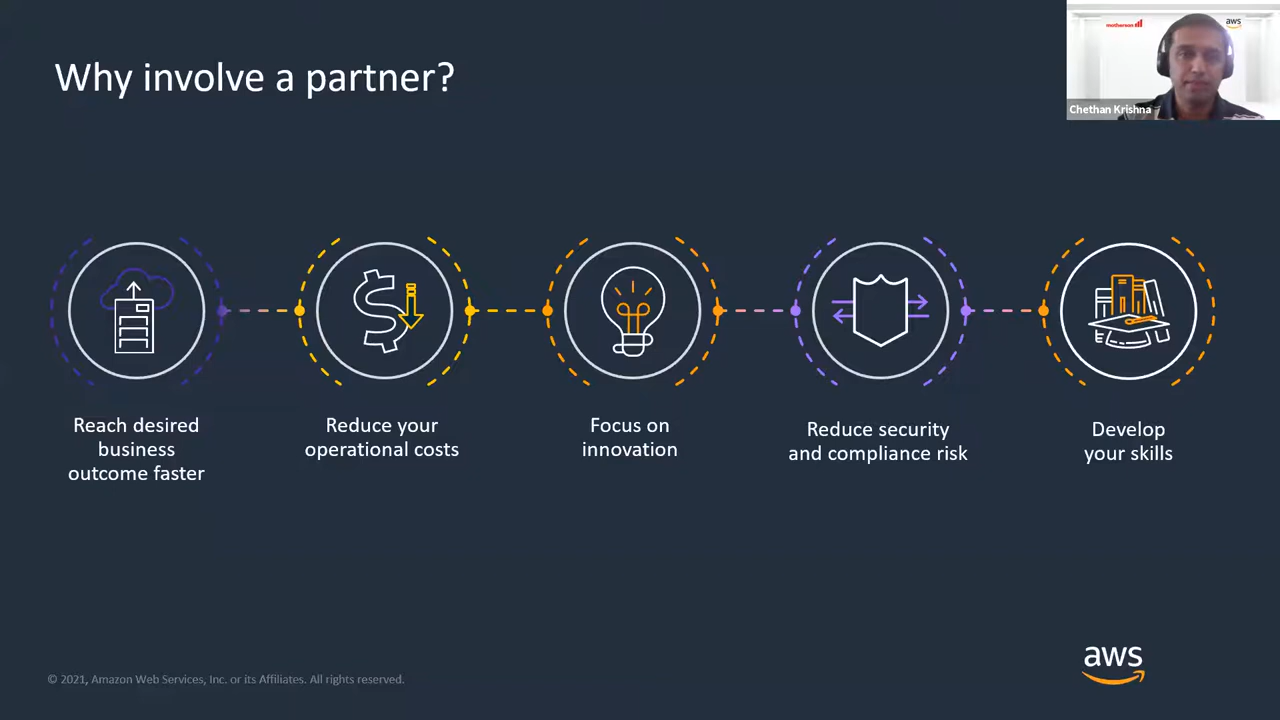 Why involve a partner?
motherson
aws
Chethan Krishna
Reach desired
business
outcome faster
Reduce your
operational costs
Focus on
innovation
Reduce security
and compliance risk
Develop
your skills
© 2021, Amazon Web Services, Inc. or its Affiliates. All rights reserved.
aws